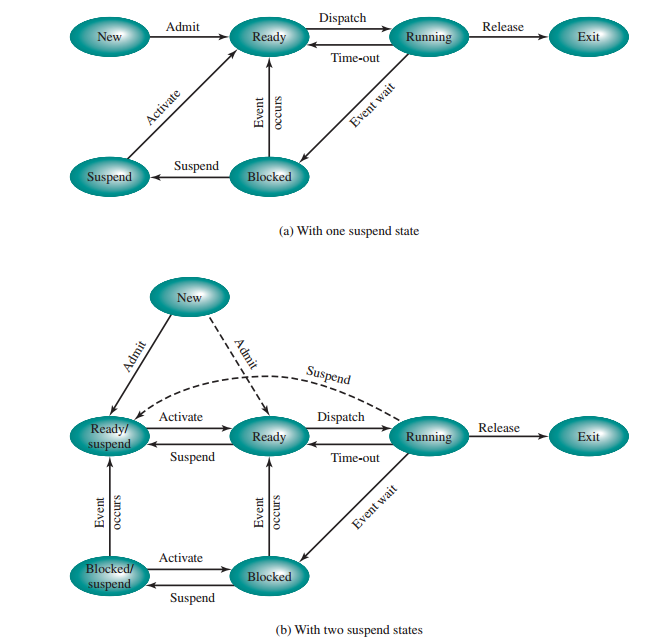 Dispatch
Admit
Release
New
Ready
Running
Exit
Time-out
Activate
Event
occurs
Event wait
Suspend
Suspend
Blocked
(a) With one suspend state
New
Admit
Admit
Suspend
Activate
Dispatch
Release
Ready/
suspend
Ready
Running
Exit
Suspend
Time-out
Event
occurs
Event
occurs
Event wait
Activate
Blocked/
suspend
Blocked
Suspend
(b) With two suspend states